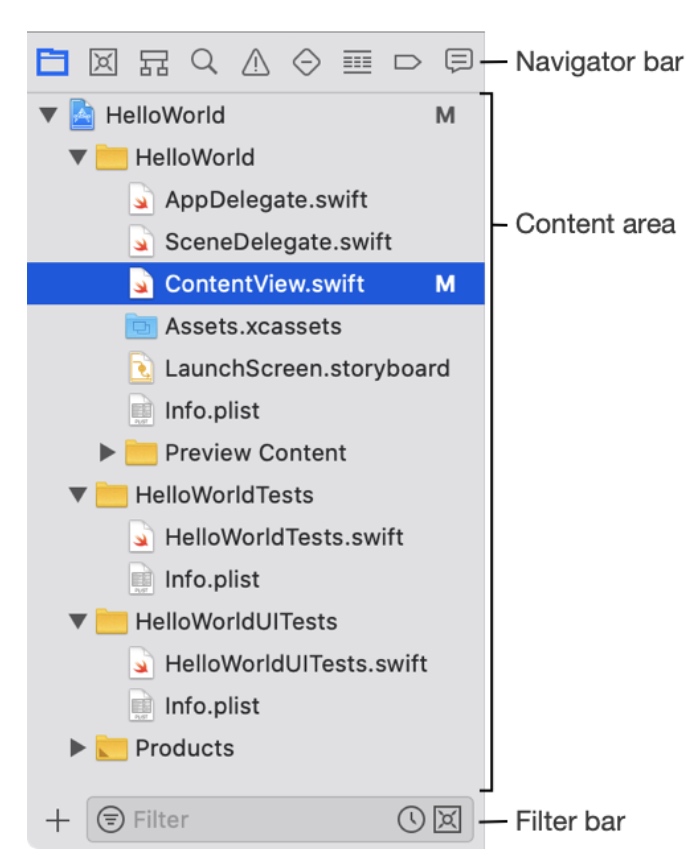 Navigator bar
HelloWorld M
HelloWorld
AppDelegate.swift
Content area
SceneDelegate.swift
ContentView.swift M
Assets.xcassets
LaunchScreen.storyboard
Info.plist
Preview Content
HelloWorldTests
HelloWorldTests.swift
Info.plist
HelloWorldUITests
HelloWorldUITests.swift
Info.plist
Products
Filter
Filter bar